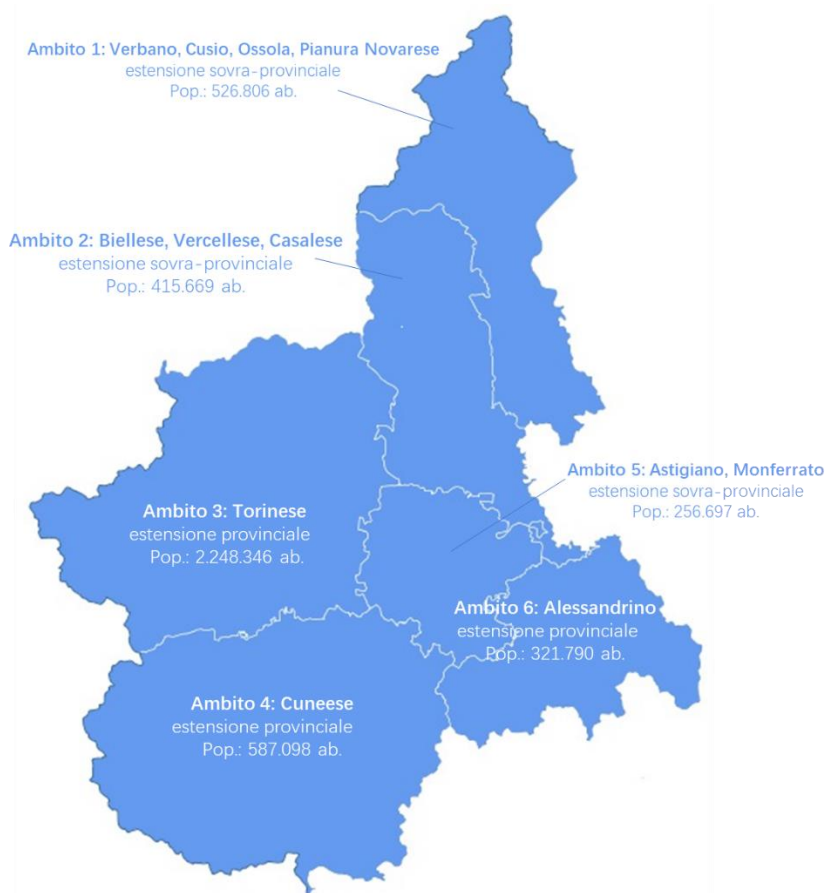 Ambito 1: Verbano, Cusio, Ossola, Pianura Novarese
estensione sovra-provinciale
Pop.: 526.806 ab.
Ambito 2: Biellese, Vercellese, Casalese
estensione sovra-provinciale
Pop.: 415.669 ab.
Ambito 5: Astigiano, Monferrato
estensione sovra-provinciale
Pop.: 256.697 ab.
Ambito 3: Torinese
estensione provinciale
Pop.: 2.248.346 ab.
Ambito 6: Alessandrino
estensione provinciale
Pop.: 321.790 ab.
Ambito 4: Cuneese
estensione provinciale
Pop.: 587.098 ab.